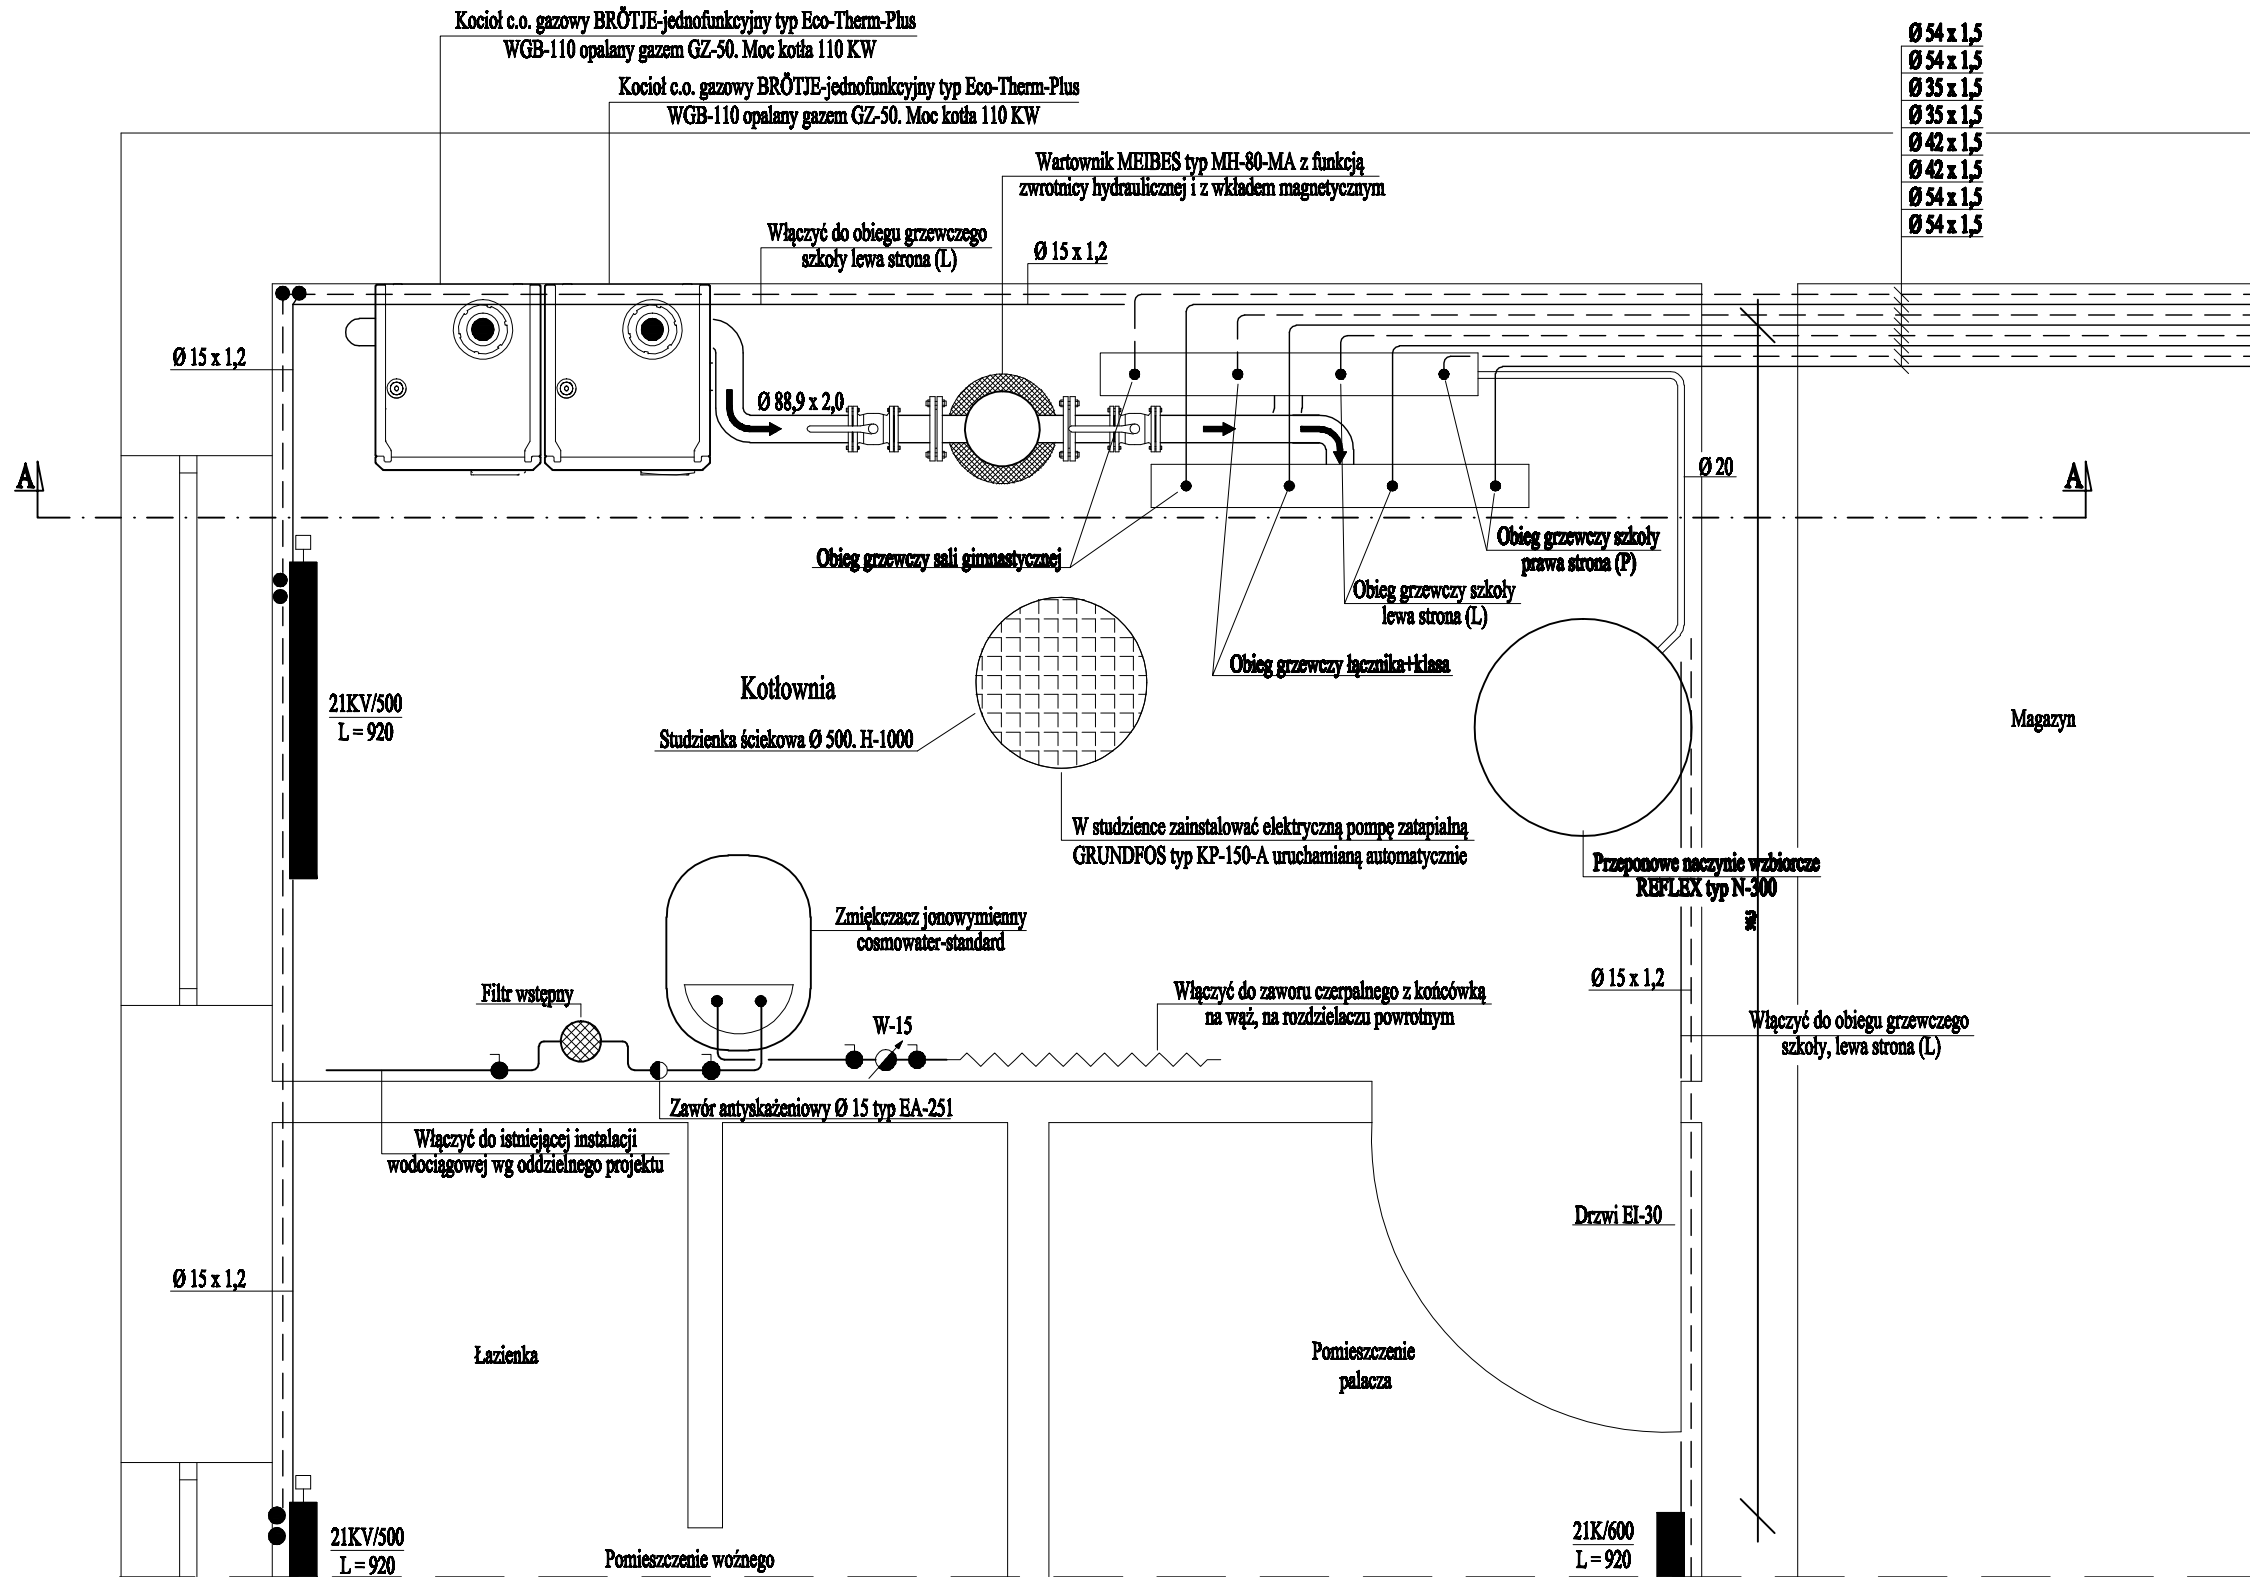 Kocioł c.o. gazowy BRÖTJE-jednofunkcyjny typ Eco-Therm-Plus
WGB-110 opalany gazem GZ-50. Moc kotła 110 KW
Kocioł c.o. gazowy BRÖTJE-jednofunkcyjny typ Eco-Therm-Plus
WGB-110 opalany gazem GZ-50. Moc kotła 110 KW
Ø 54 x 1,5
Ø 54 x 1,5
Ø 35 x 1,5
Ø 35 x 1,5
Ø 42 x 1,5
Ø 42 x 1,5
Ø 54 x 1,5
Ø 54 x 1,5
Wartownik MEIBES typ MH-80-MA z funkcją
zwrotnicy hydraulicznej i z wkładem magnetycznym
Włączyć do obiegu grzewczego
szkoły lewa strona (L)
Ø 15 x 1,2
Ø 15 x 1,2
Ø 88,9 x 2,0
A
A
Ø 20
Obieg grzewczy sali gimnastycznej
Obieg grzewczy szkoły
prawa strona (P)
Obieg grzewczy szkoły
lewa strona (L)
Obieg grzewczy łącznika+klasa
Kotłownia
21KV/500
L = 920
Studzienka ściekowa Ø 500. H-1000
Magazyn
W studzience zainstalować elektryczną pompę zatapialną
GRUNDFOS typ KP-150-A uruchamianą automatycznie
Przeponowe naczynie wzbiorcze
REFLEX typ N-300
Zmiękczacz jonowymienny
cosmowater-standard
Filtr wstępny
W-15
Włączyć do zaworu czerpalnego z końcówką
na wąż, na rozdzielaczu powrotnym
Ø 15 x 1,2
Włączyć do obiegu grzewczego
szkoły, lewa strona (L)
Zawór antyskażeniowy Ø 15 typ EA-251
Włączyć do istniejącej instalacji
wodociągowej wg oddzielnego projektu
Drzwi EI-30
Ø 15 x 1,2
Łazienka
Pomieszczenie
palacza
21KV/500
L = 920
Pomieszczenie woźnego
21K/600
L = 920